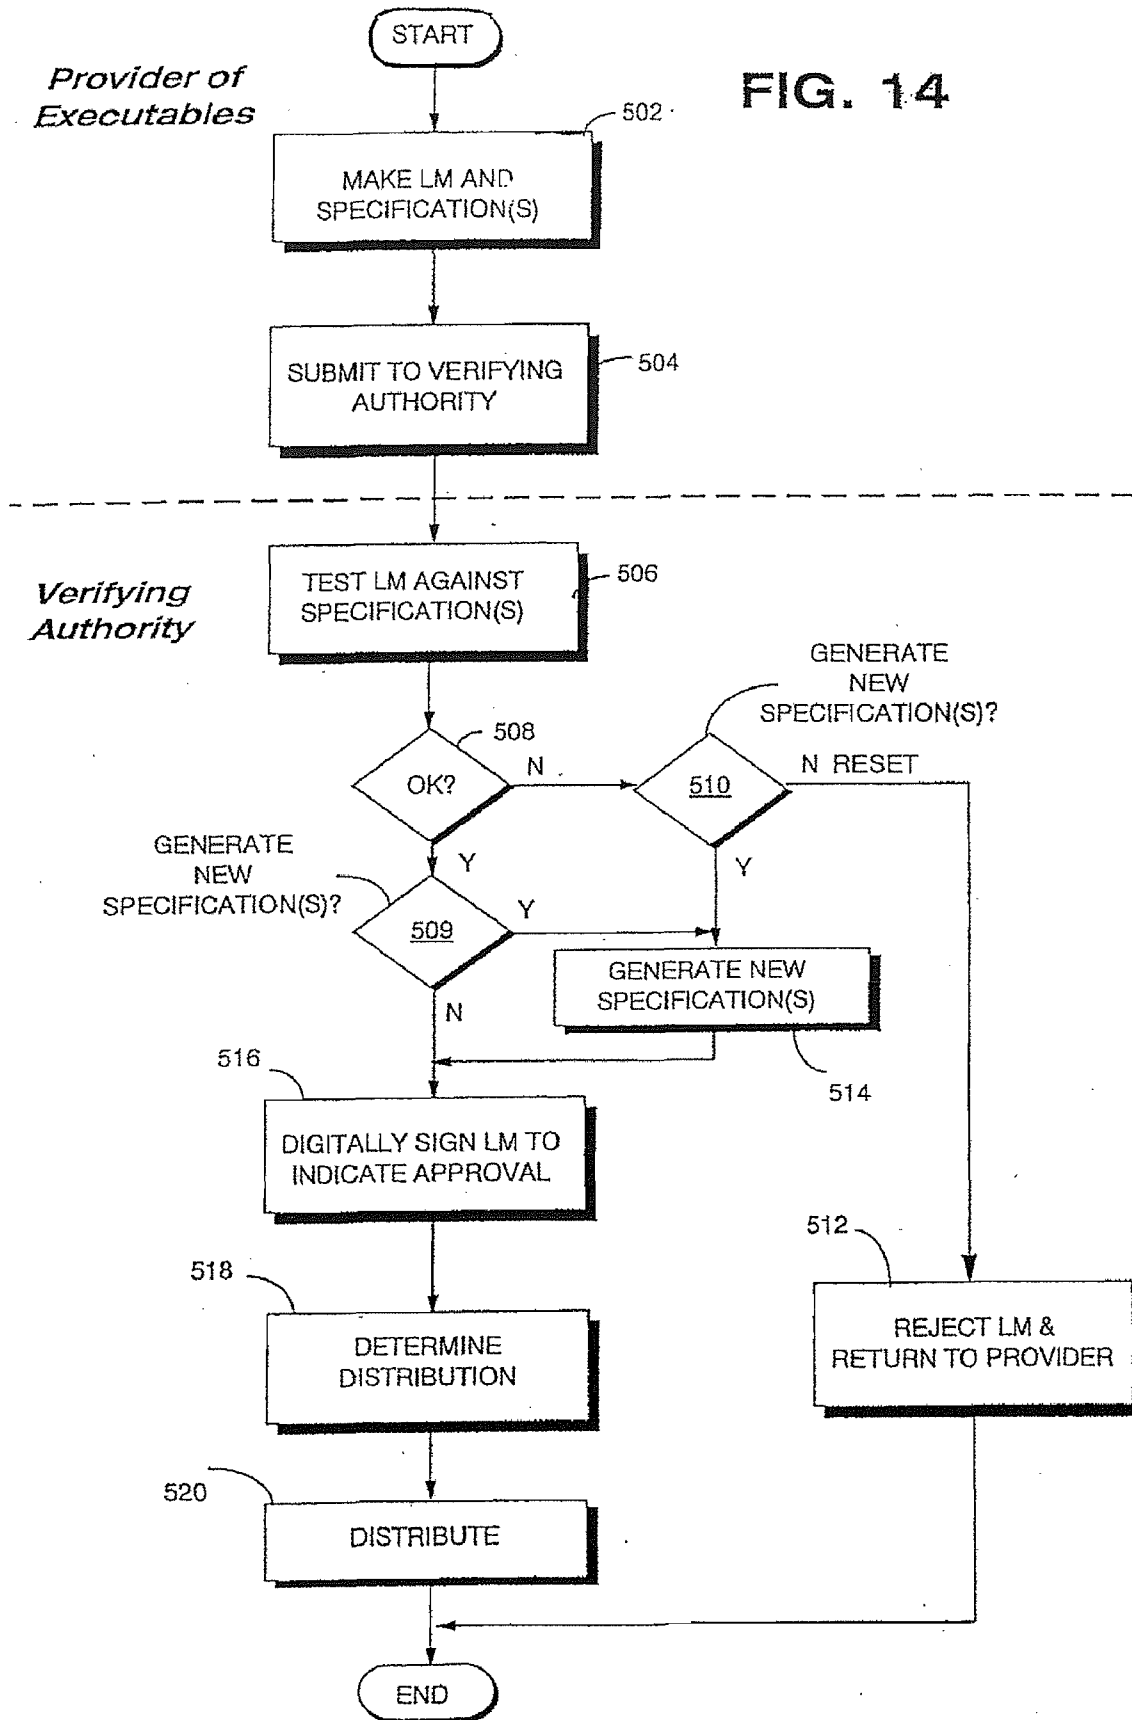 START
Provider of
Executables
FIG. 14
502
MAKE LM AND
SPECIFICATION(S)
SUBMIT TO VERIFYING
AUTHORITY
504
Verifying
Authority
TEST LM AGAINST
SPECIFICATION(S)
506
GENERATE
NEW
SPECIFICATION(S)?
508
OK?
N
510
N RESET
GENERATE
NEW
SPECIFICATION(S)?
Y
Y
509
Y
GENERATE NEW
SPECIFICATION(S)
N
514
516
DIGITALLY SIGN LM TO
INDICATE APPROVAL
512
REJECT LM &
RETURN TO PROVIDER
518
DETERMINE
DISTRIBUTION
520
DISTRIBUTE
END